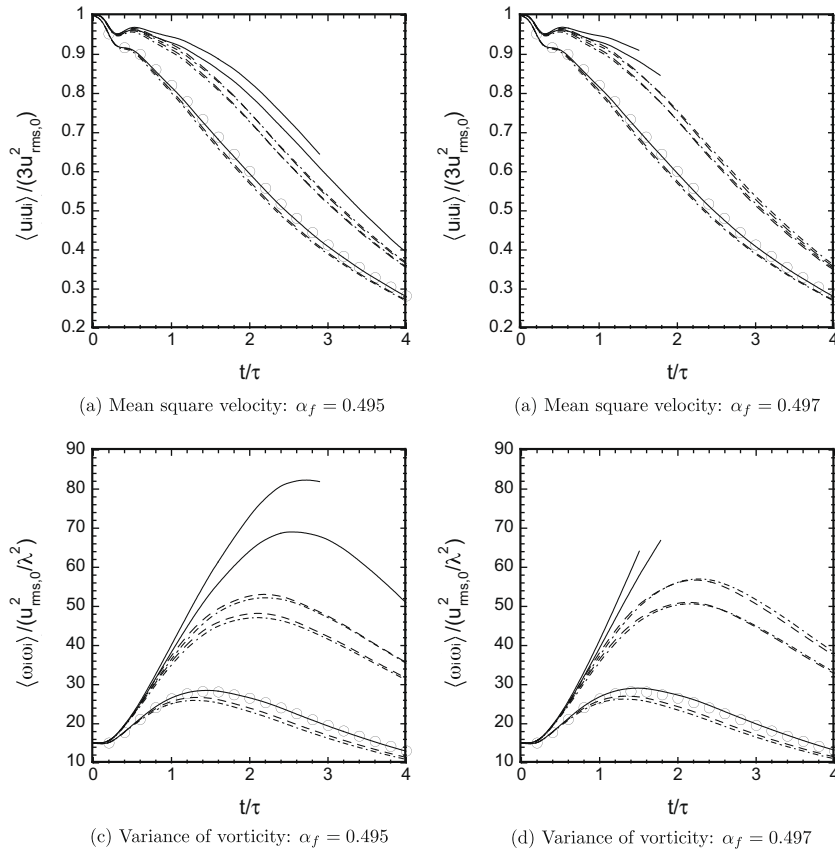 1
0.9
0.8
0.7
0.6
0.5
0.4
0.3
0.2
0 1 2 3 4
⟨uᵢuᵢ⟩/(3u²rms,0)
t/τ
(a) Mean square velocity: α_f = 0.495
1
0.9
0.8
0.7
0.6
0.5
0.4
0.3
0.2
0 1 2 3 4
⟨uᵢuᵢ⟩/(3u²rms,0)
t/τ
(a) Mean square velocity: α_f = 0.497
90
80
70
60
50
40
30
20
10
0 1 2 3 4
⟨ωᵢωᵢ⟩/(u²rms,0/λ²)
t/τ
(c) Variance of vorticity: α_f = 0.495
90
80
70
60
50
40
30
20
10
0 1 2 3 4
⟨ωᵢωᵢ⟩/(u²rms,0/λ²)
t/τ
(d) Variance of vorticity: α_f = 0.497